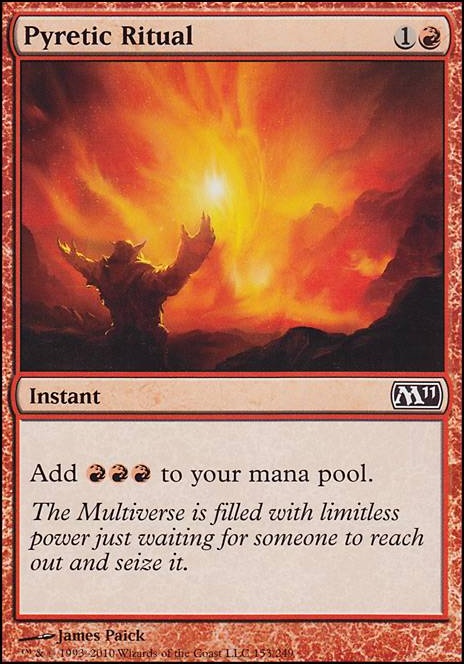 Pyretic Ritual 1
Instant M11
Add to your mana pool.
The Multiverse is filled with limitless
power just waiting for someone to reach
out and seize it.
James Paick
™ & © 1993–2010 Wizards of the Coast LLC 153/249